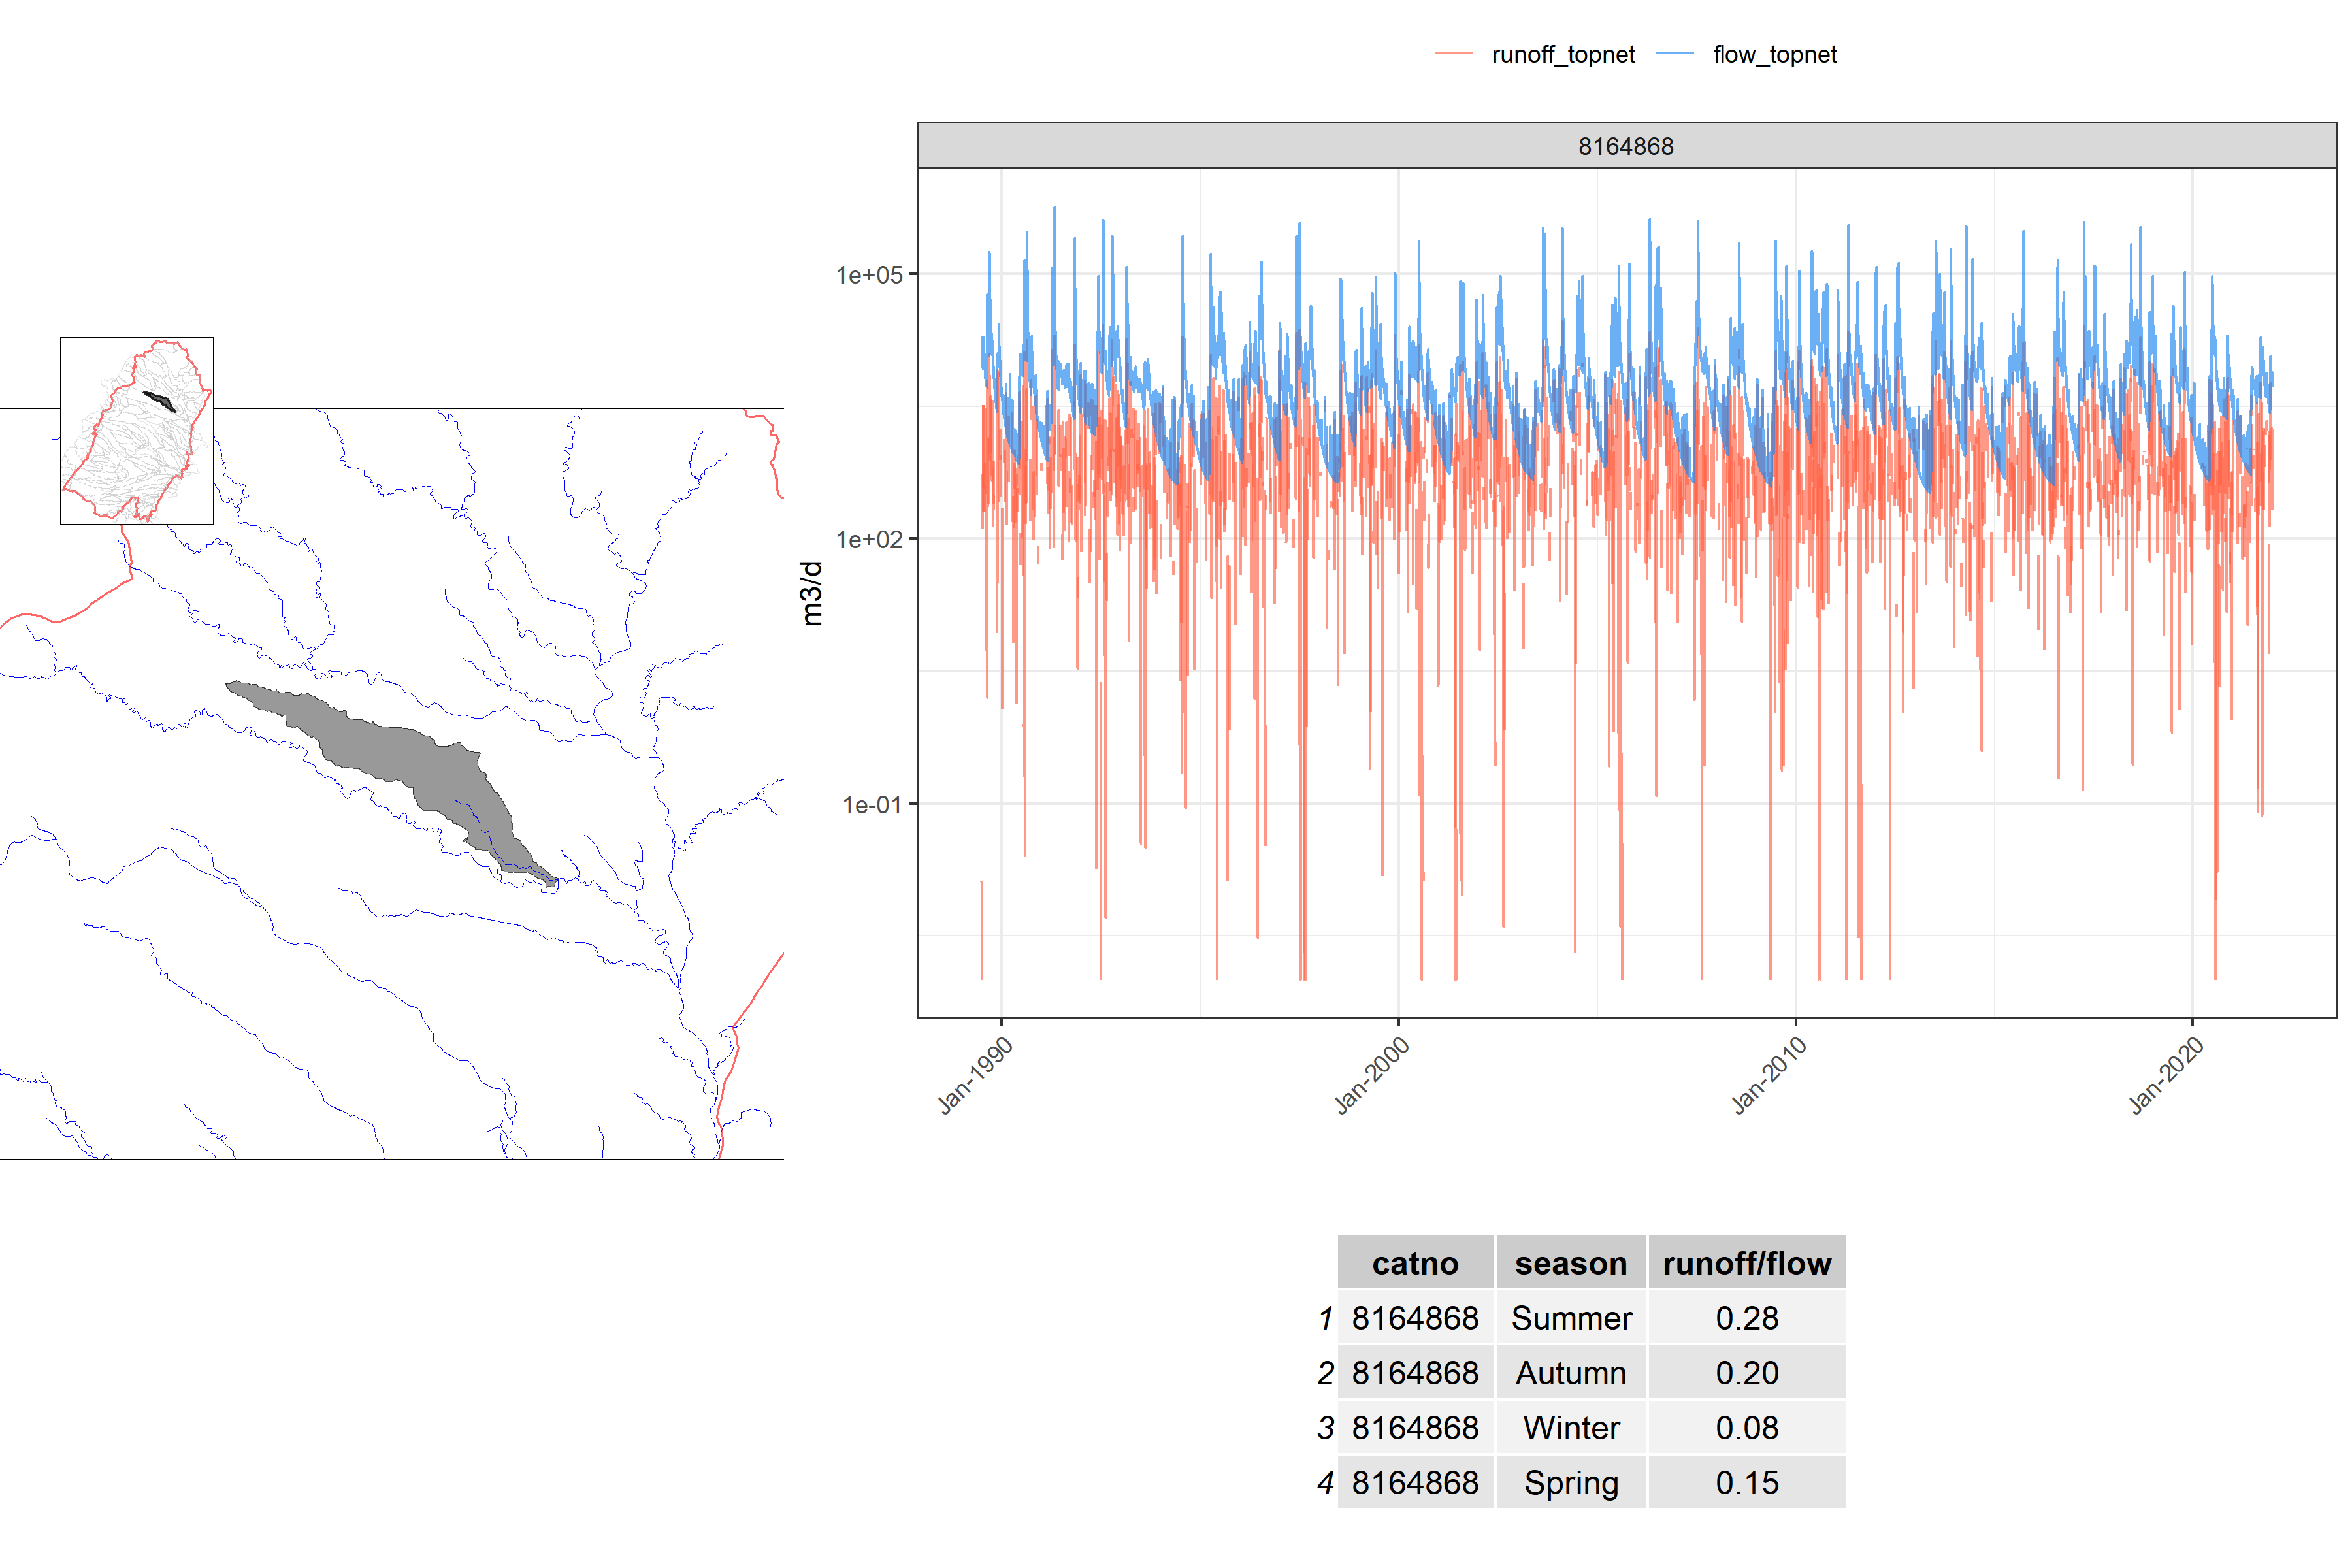 runoff_topnet flow_topnet
8164868
1e+05
1e+02
1e-01
m3/d
Jan-1990 Jan-2000 Jan-2010 Jan-2020
catno season runoff/flow
1 8164868 Summer 0.28
2 8164868 Autumn 0.20
3 8164868 Winter 0.08
4 8164868 Spring 0.15